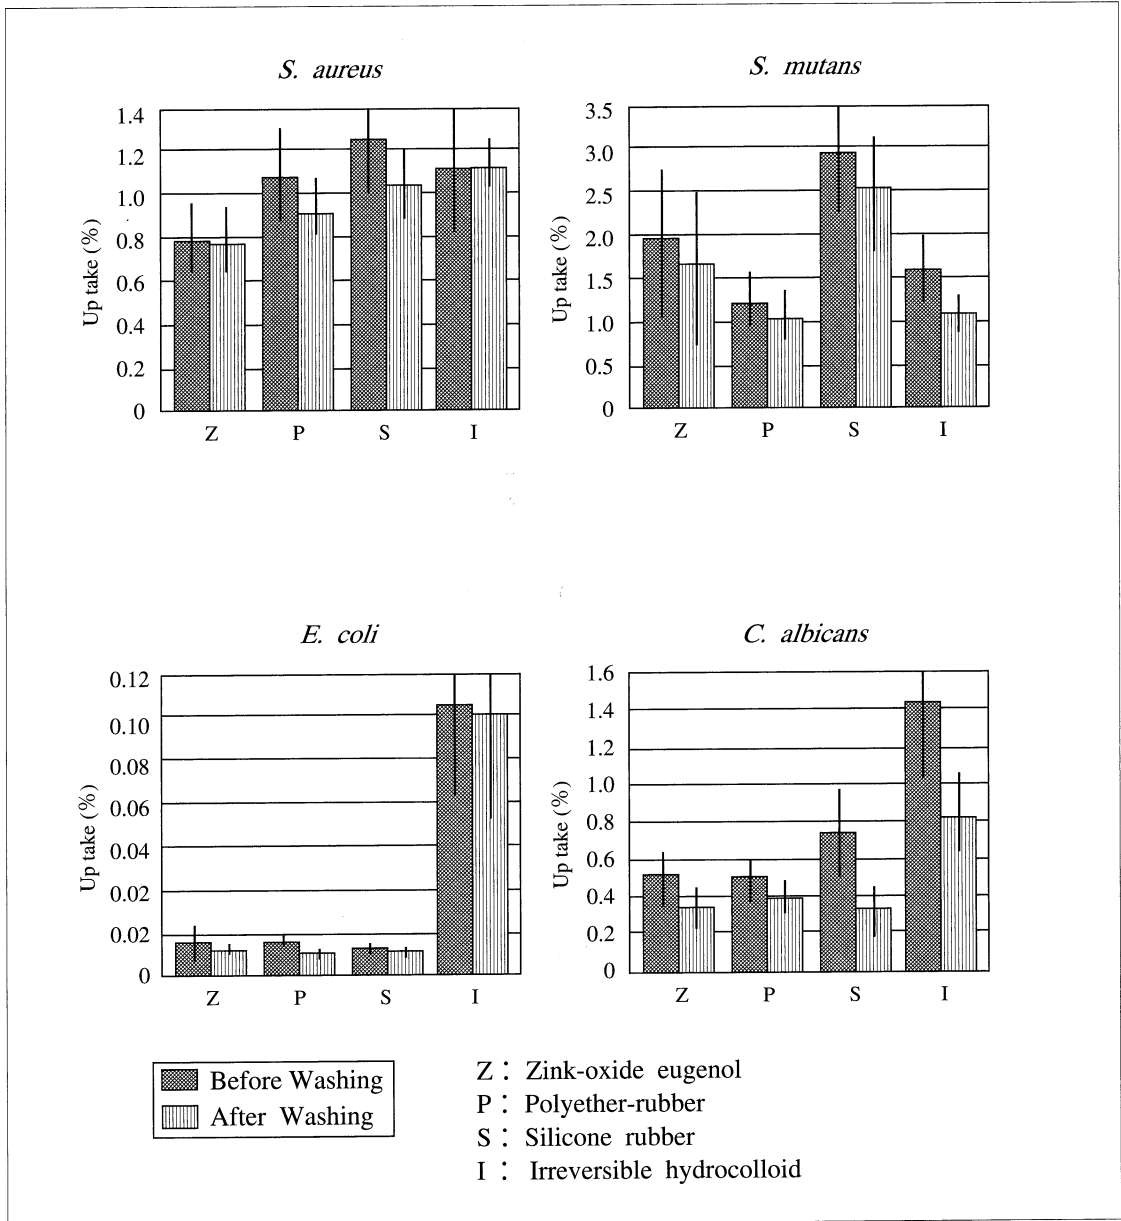 S. aureus
1.4
1.2
1.0
0.8
0.6
0.4
0.2
0
Up take (%)
Z P S I
S. mutans
3.5
3.0
2.5
2.0
1.5
1.0
0.5
0
Up take (%)
Z P S I
E. coli
0.12
0.10
0.08
0.06
0.04
0.02
0.02
0
Up take (%)
Z P S I
C. albicans
1.6
1.4
1.2
1.0
0.8
0.6
0.4
0.2
0
Up take (%)
Z P S I
Before Washing
After Washing
Z : Zink-oxide eugenol
P : Polyether-rubber
S : Silicone rubber
I : Irreversible hydrocolloid